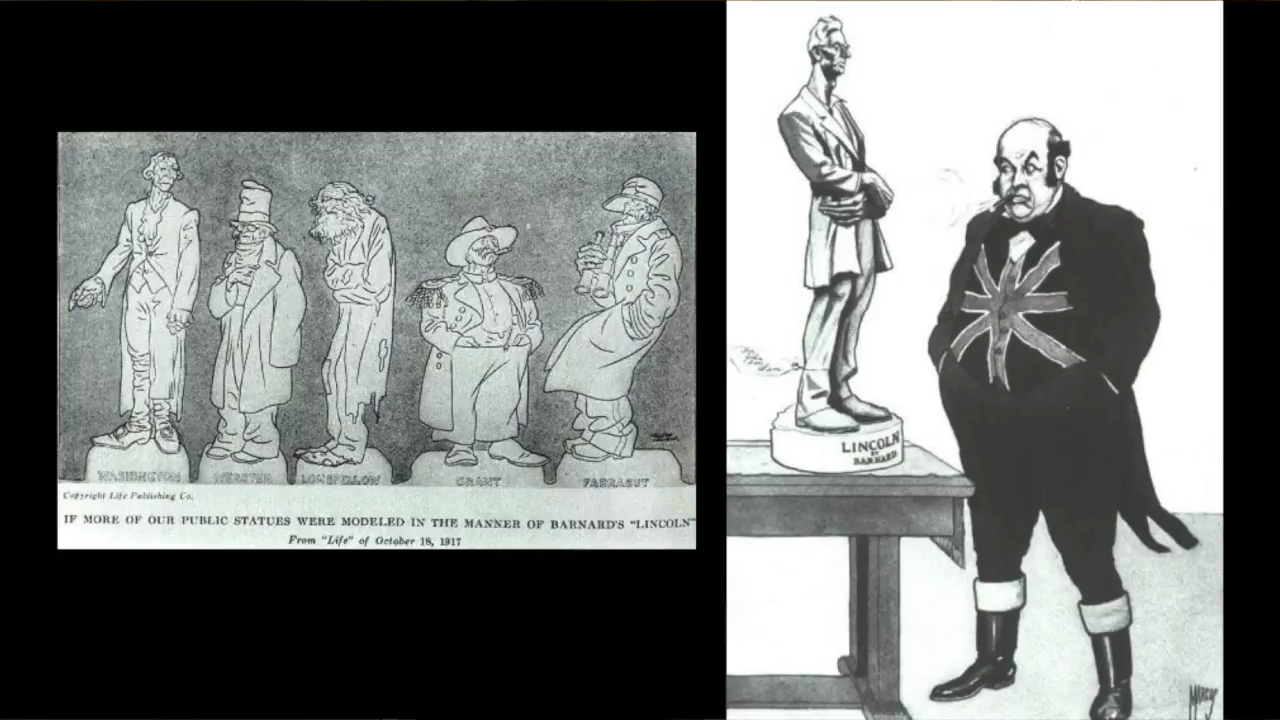 WASHINGTON
WEBSTER
LONGFELLOW
GRANT
FARRAGUT
Copyright Life Publishing Co.
IF MORE OF OUR PUBLIC STATUES WERE MODELED IN THE MANNER OF BARNARD'S "LINCOLN"
From "Life" of October 18, 1917
LINCOLN
BY
BARNARD